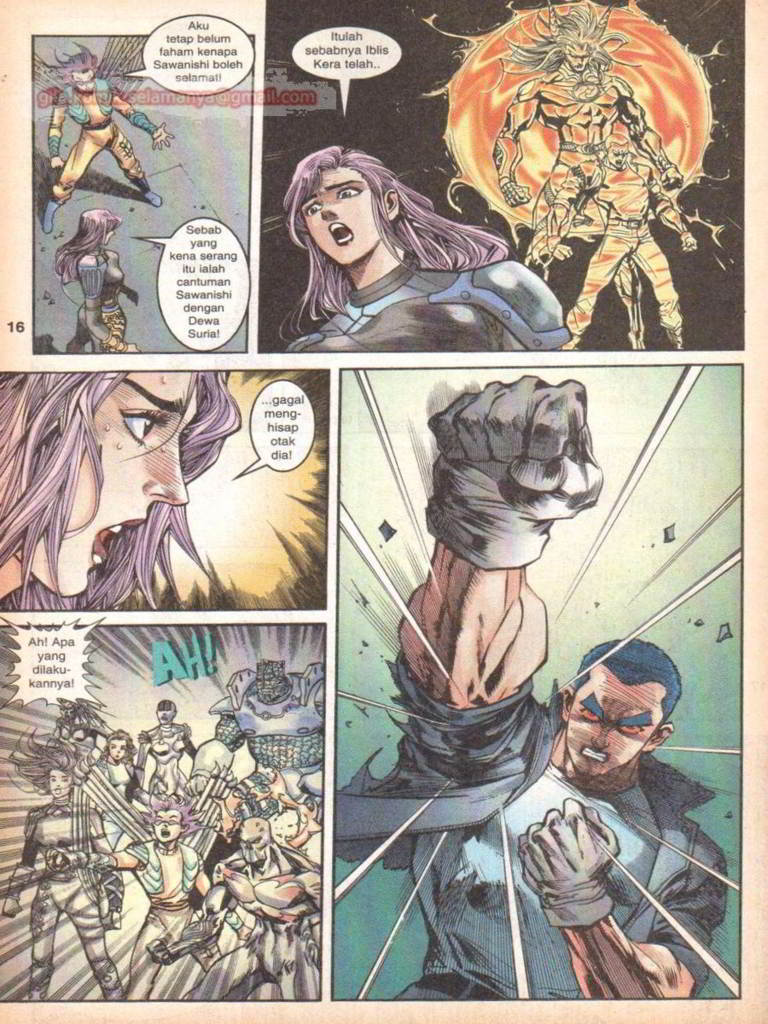 Aku
tetap belum
faham kenapa
Sawanishi boleh
selamat!
Sebab
yang
kena serang
itu ialah
cantuman
Sawanishi
dengan
Dewa
Suria!
Itulah
sebabnya Iblis
Kera telah..
16
...gagal
meng-
hisap
otak
dia!
Ah! Apa
yang
dilaku-
kannya!
AH!